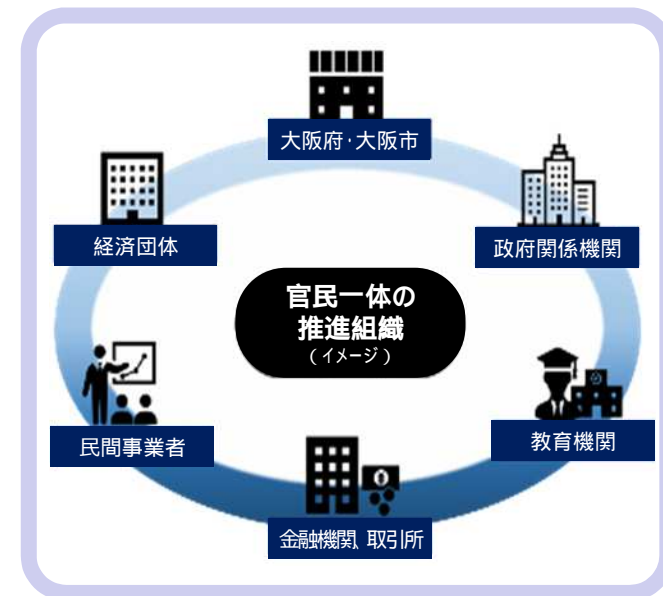 大阪府・大阪市
経済団体
政府関係機関
官民一体の
推進組織
（イメージ）
民間事業者
教育機関
金融機関、取引所